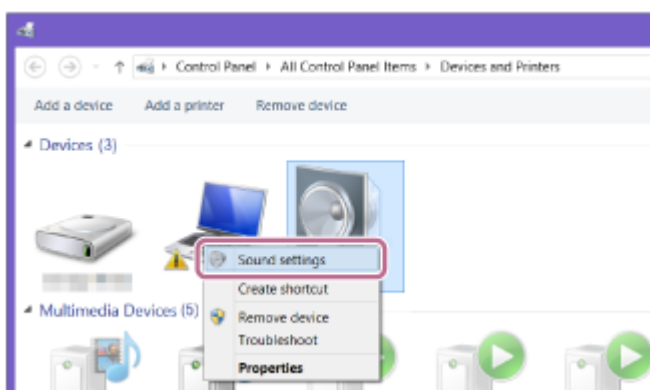 Control Panel ▸ All Control Panel Items ▸ Devices and Printers
Add a device Add a printer Remove device
Devices (3)
Sound settings
Create shortcut
Multimedia Devices (5)
Remove device
Troubleshoot
Properties